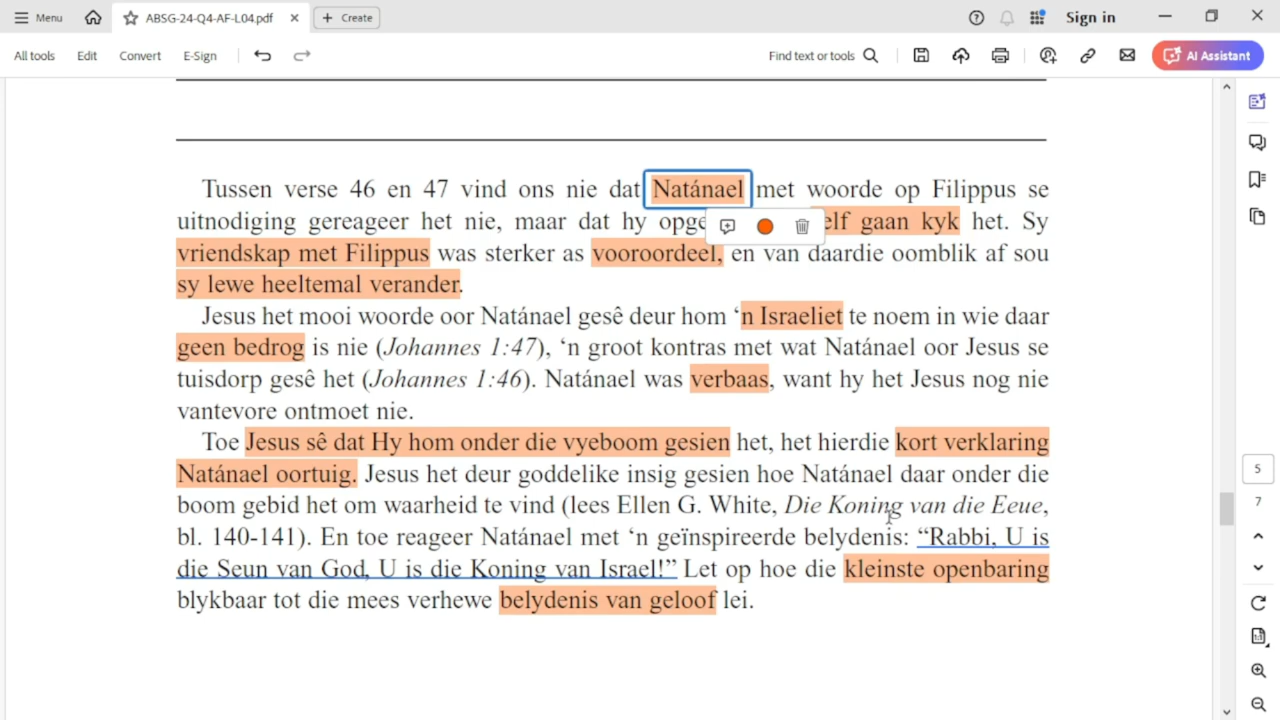 Menu
ABSG-24-Q4-AF-L04.pdf
Create
Sign in
All tools
Edit
Convert
E-Sign
Find text or tools
AI Assistant
Tussen verse 46 en 47 vind ons nie dat Natánael met woorde op Filippus se
uitnodiging gereageer het nie, maar dat hy elf gaan kyk het. Sy
vriendskap met Filippus was sterker as vooroordeel, en van daardie oomblik af sou
sy lewe heeltemal verander.
Jesus het mooi woorde oor Natánael gesê deur hom ‘n Israeliet te noem in wie daar
geen bedrog is nie (Johannes 1:47), ‘n groot kontras met wat Natánael oor Jesus se
tuisdorp gesê het (Johannes 1:46). Natánael was verbaas, want hy het Jesus nog nie
vantevore ontmoet nie.
Toe Jesus sê dat Hy hom onder die vyeboom gesien het, het hierdie kort verklaring
Natánael oortuig. Jesus het deur goddelike insig gesien hoe Natánael daar onder die
boom gebid het om waarheid te vind (lees Ellen G. White, Die Koning van die Eeue,
bl. 140-141). En toe reageer Natánael met ‘n geïnspireerde belydenis: “Rabbi, U is
die Seun van God, U is die Koning van Israel!” Let op hoe die kleinste openbaring
blykbaar tot die mees verhewe belydenis van geloof lei.
5
7